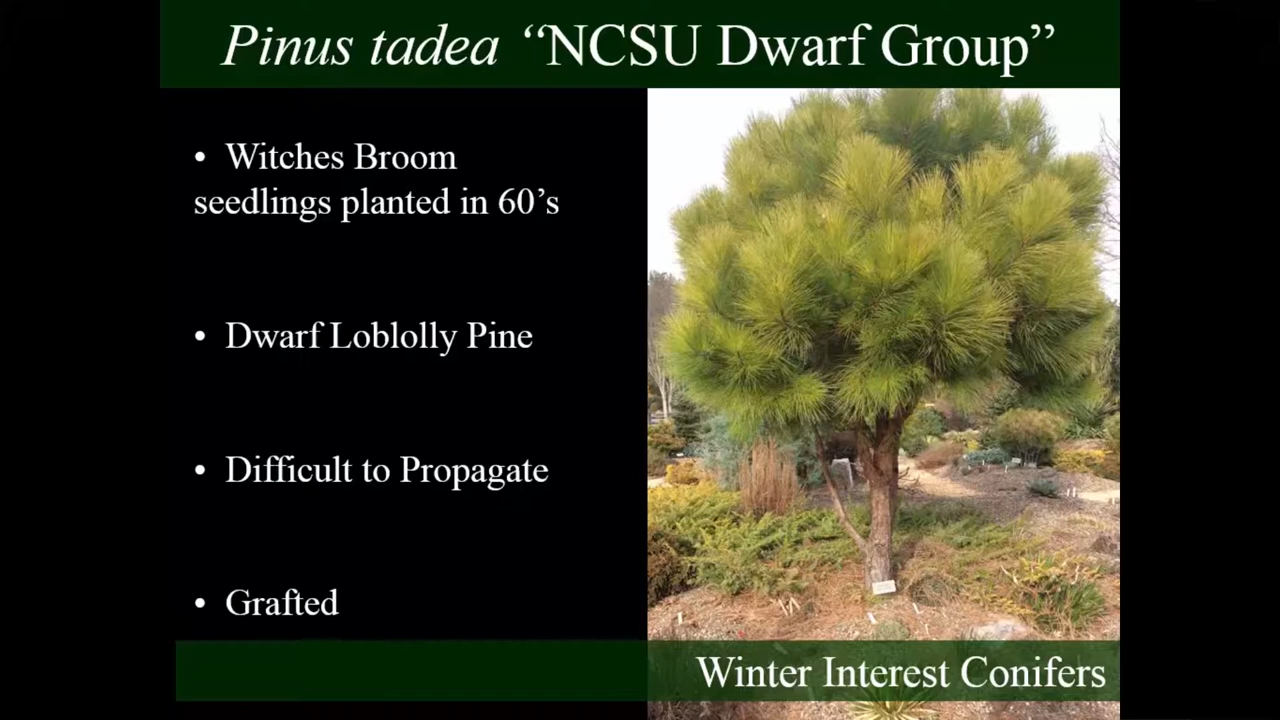 Pinus tadea “NCSU Dwarf Group”
• Witches Broom
seedlings planted in 60’s
• Dwarf Loblolly Pine
• Difficult to Propagate
• Grafted
Winter Interest Conifers